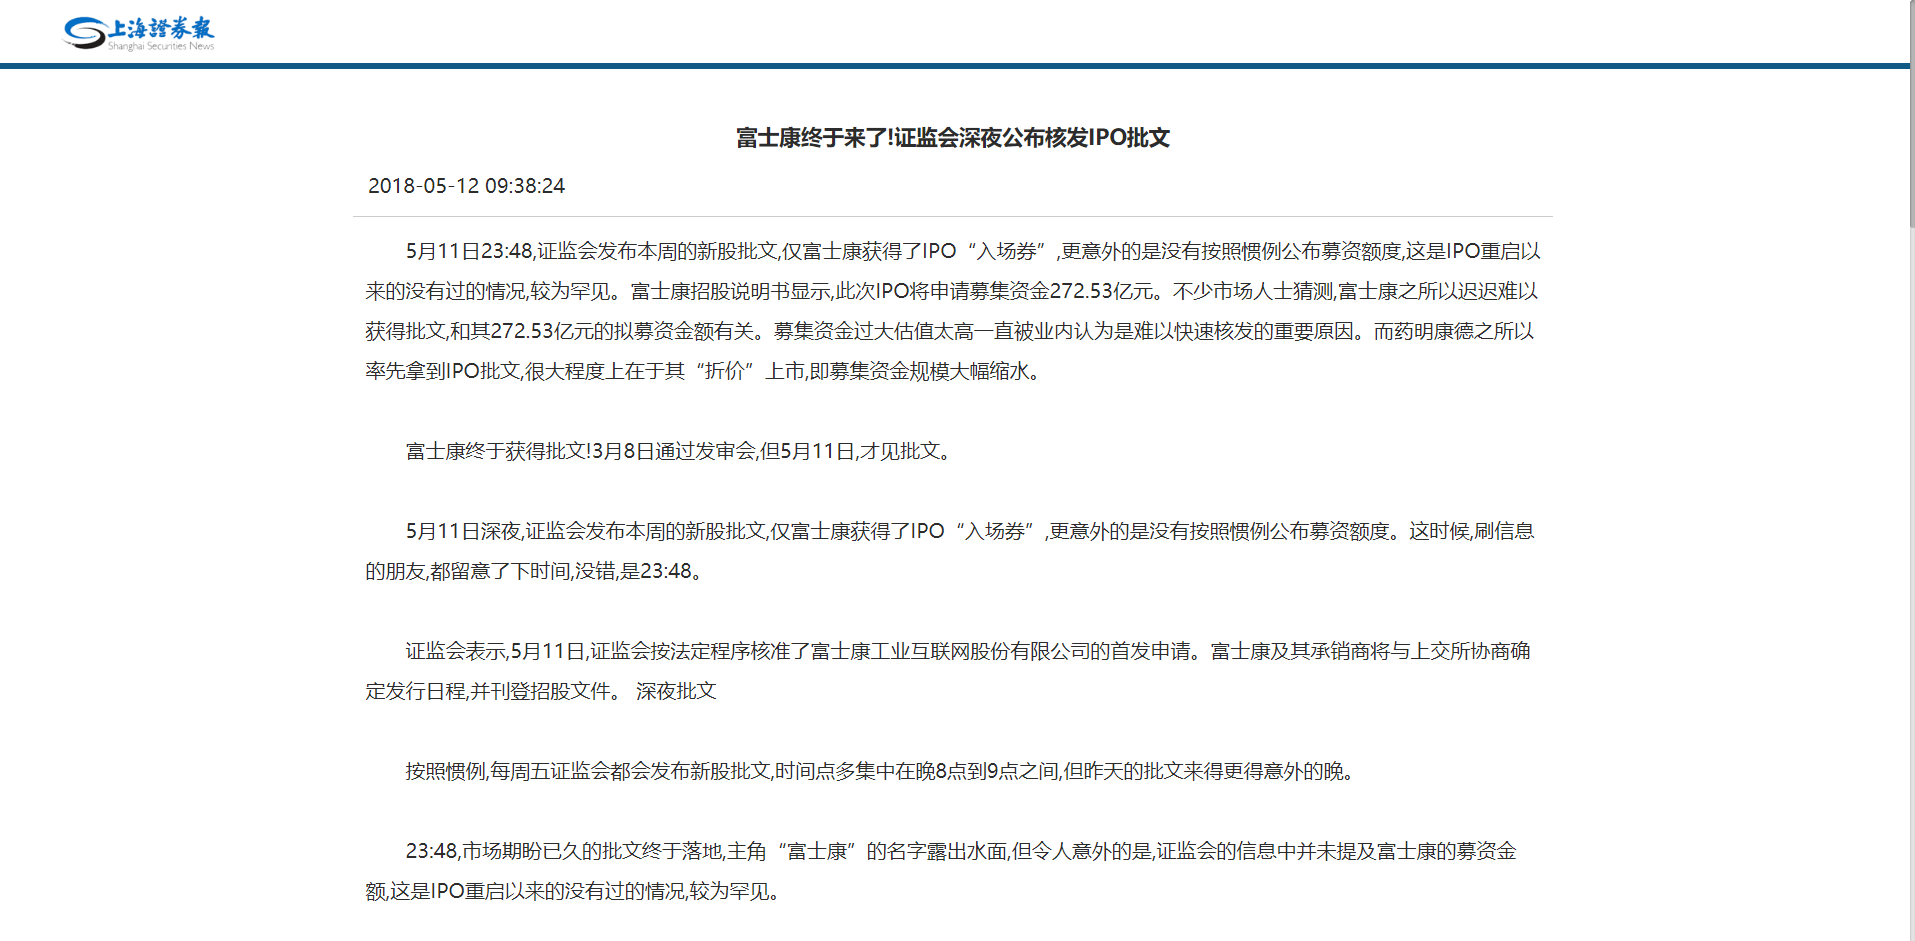 上海證券報
Shanghai Securities News
富士康终于来了!证监会深夜公布核发IPO批文
2018-05-12 09:38:24
5月11日23:48,证监会发布本周的新股批文,仅富士康获得了IPO“入场券”,更意外的是没有按照惯例公布募资额度,这是IPO重启以
来的没有过的情况,较为罕见。富士康招股说明书显示,此次IPO将申请募集资金272.53亿元。不少市场人士猜测,富士康之所以迟迟难以
获得批文,和其272.53亿元的拟募资金额有关。募集资金过大估值太高一直被业内认为是难以快速核发的重要原因。而药明康德之所以
率先拿到IPO批文,很大程度上在于其“折价”上市,即募集资金规模大幅缩水。
富士康终于获得批文!3月8日通过发审会,但5月11日,才见批文。
5月11日深夜,证监会发布本周的新股批文,仅富士康获得了IPO“入场券”,更意外的是没有按照惯例公布募资额度。这时候,刷信息
的朋友,都留意了下时间,没错,是23:48。
证监会表示,5月11日,证监会按法定程序核准了富士康工业互联网股份有限公司的首发申请。富士康及其承销商将与上交所协商确
定发行日程,并刊登招股文件。 深夜批文
按照惯例,每周五证监会都会发布新股批文,时间点多集中在晚8点到9点之间,但昨天的批文来得更得意外的晚。
23:48,市场期盼已久的批文终于落地,主角“富士康”的名字露出水面,但令人意外的是,证监会的信息中并未提及富士康的募资金
额,这是IPO重启以来的没有过的情况,较为罕见。